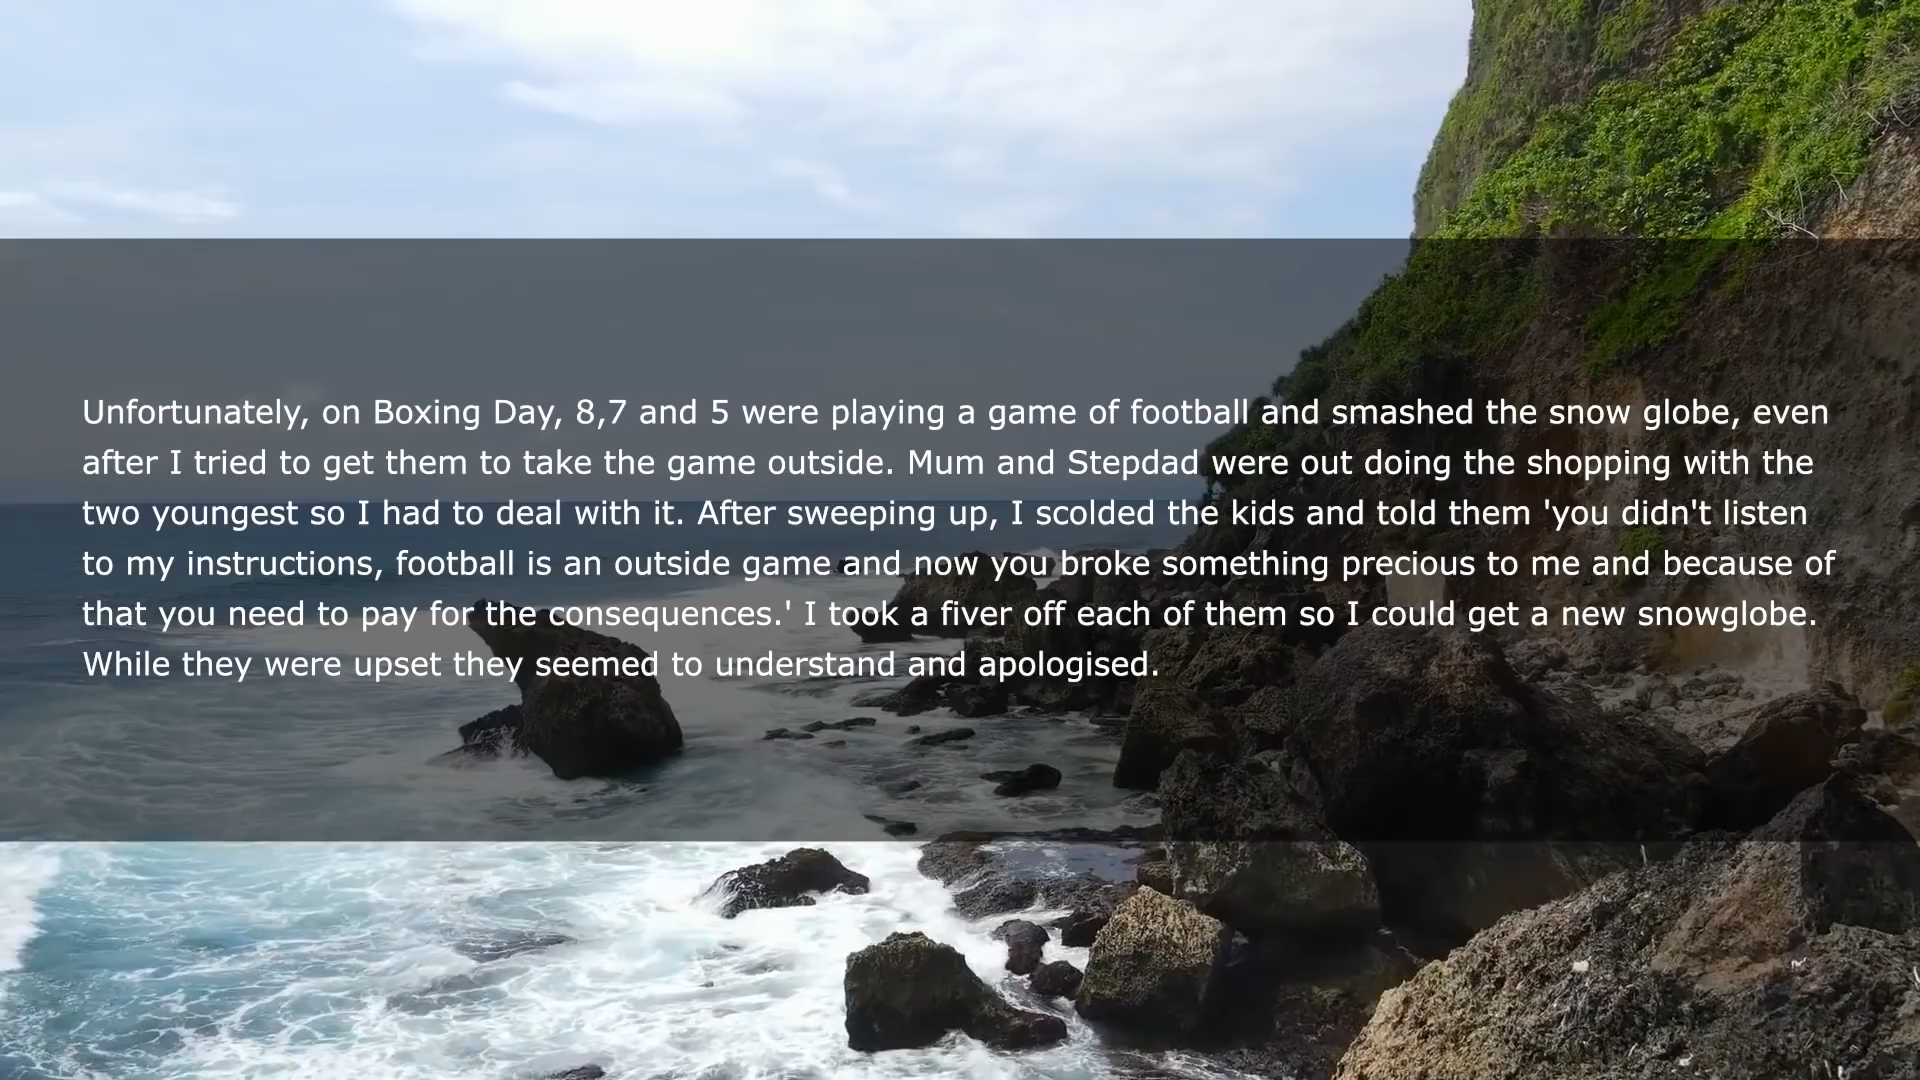 Unfortunately, on Boxing Day, 8,7 and 5 were playing a game of football and smashed the snow globe, even
after I tried to get them to take the game outside. Mum and Stepdad were out doing the shopping with the
two youngest so I had to deal with it. After sweeping up, I scolded the kids and told them 'you didn't listen
to my instructions, football is an outside game and now you broke something precious to me and because of
that you need to pay for the consequences.' I took a fiver off each of them so I could get a new snowglobe.
While they were upset they seemed to understand and apologised.